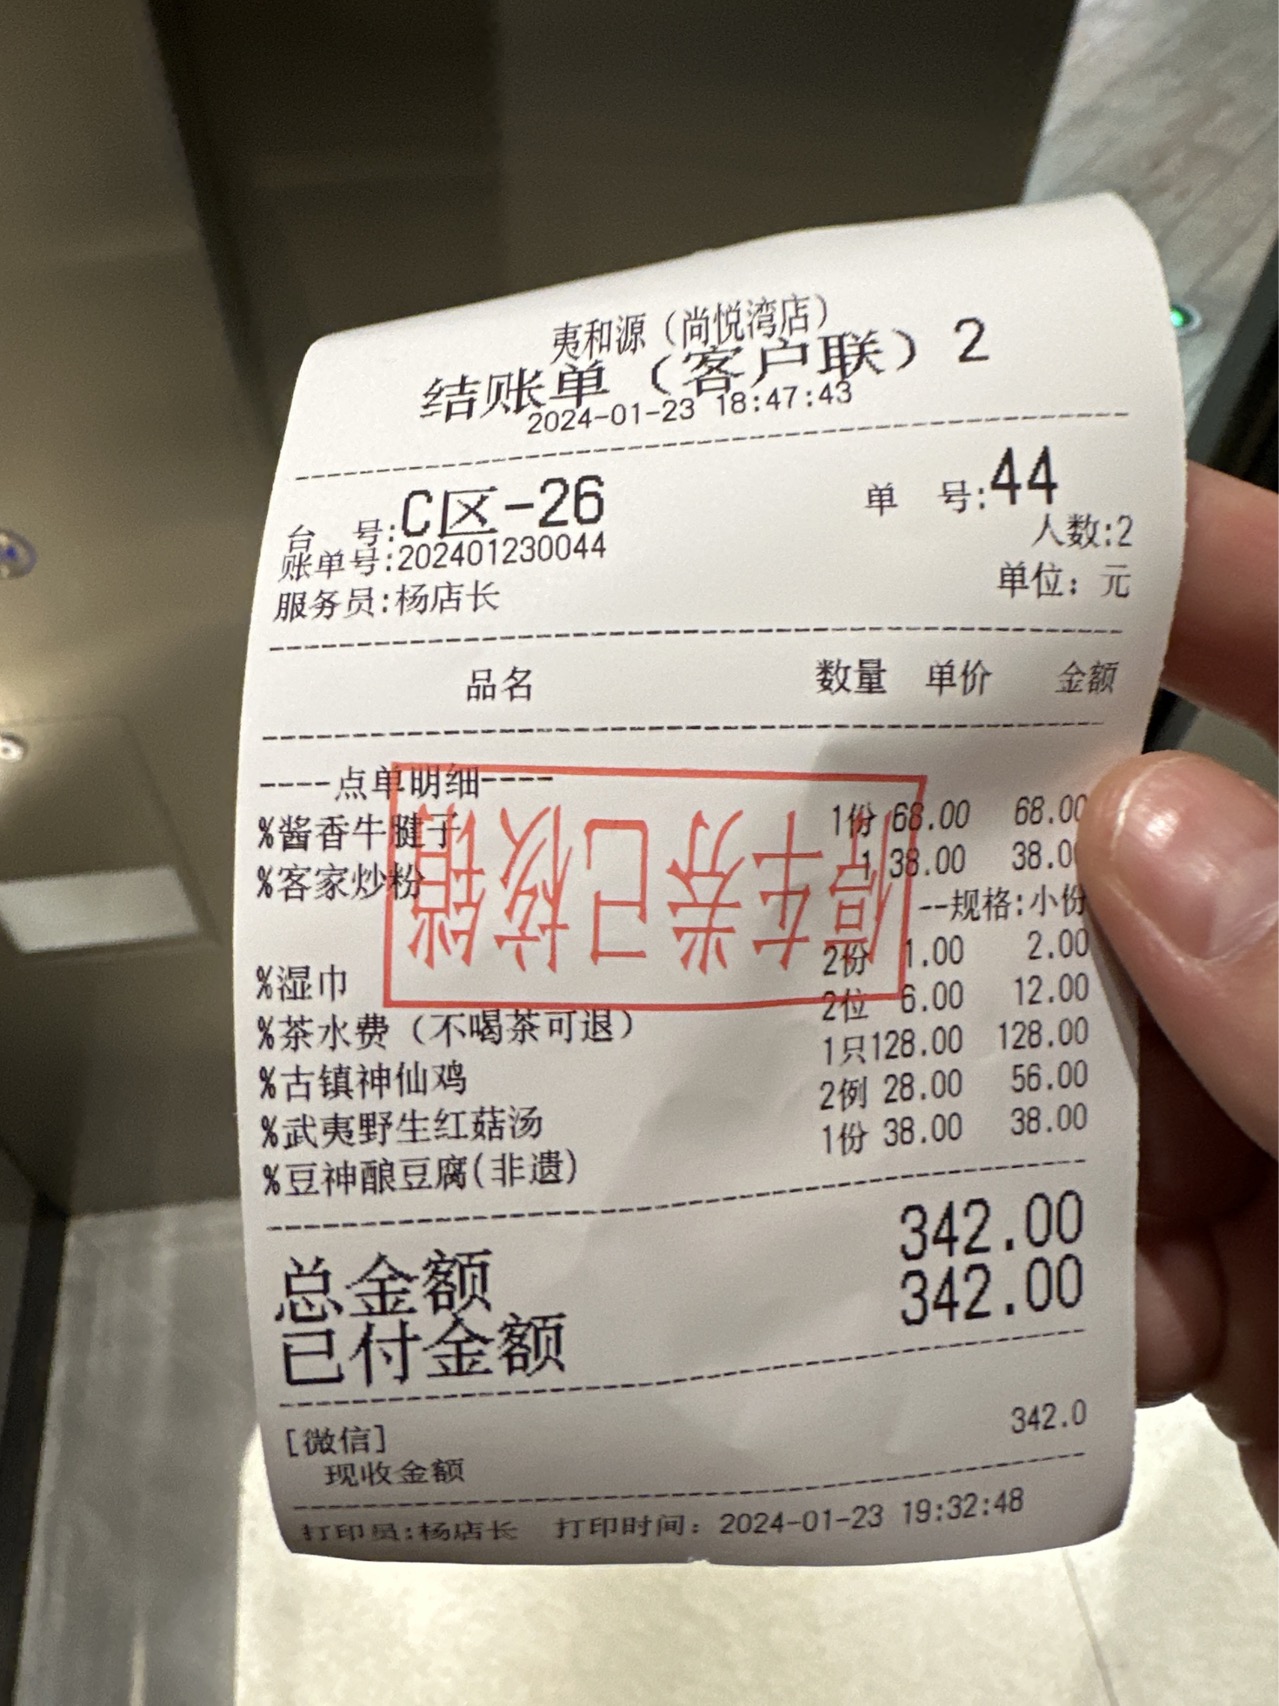 夷和源（尚悦湾店）
结账单（客户联）2
2024-01-23 18:47:43
台 号:C区-26 单 号:44
账单号:202401230044 人数:2
服务员:杨店长 单位：元
品名 数量 单价 金额
----点单明细----
%酱香牛腱子 1份 68.00 68.00
%客家炒粉 1 38.00 38.00
--规格:小份
%湿巾 2份 1.00 2.00
%茶水费（不喝茶可退） 2位 6.00 12.00
%古镇神仙鸡 1只128.00 128.00
%武夷野生红菇汤 2例 28.00 56.00
%豆神酿豆腐(非遗) 1份 38.00 38.00
停车券已核销
总金额 342.00
已付金额 342.00
[微信] 342.0
现收金额
打印员:杨店长 打印时间：2024-01-23 19:32:48